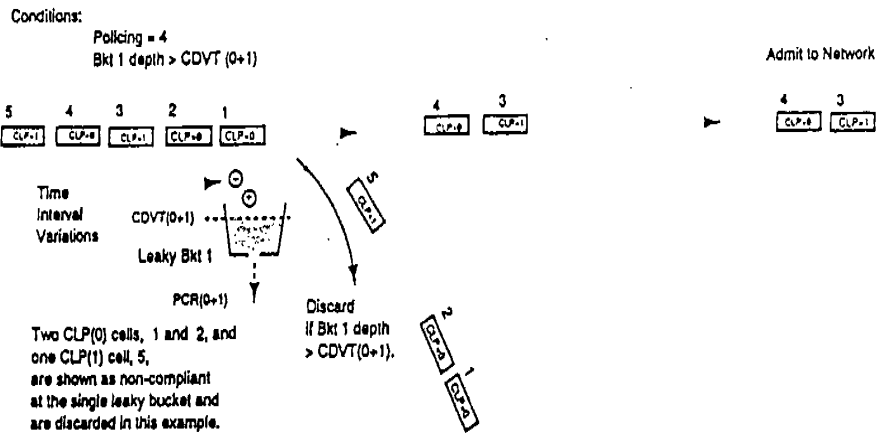 Conditions:
Policing = 4
Bkt 1 depth > CDVT (0+1)
Admit to Network
5 4 3 2 1
CLP=1 CLP=0 CLP=1 CLP=0 CLP=0
4 3
CLP=0 CLP=1
4 3
CLP=0 CLP=1
5
CLP=1
Time
Interval
Variations
CDVT(0+1)
Leaky Bkt 1
PCR(0+1)
Discard
if Bkt 1 depth
> CDVT(0+1).
2
CLP=0
1
CLP=0
Two CLP(0) cells, 1 and 2, and
one CLP(1) cell, 5,
are shown as non-compliant
at the single leaky bucket and
are discarded in this example.